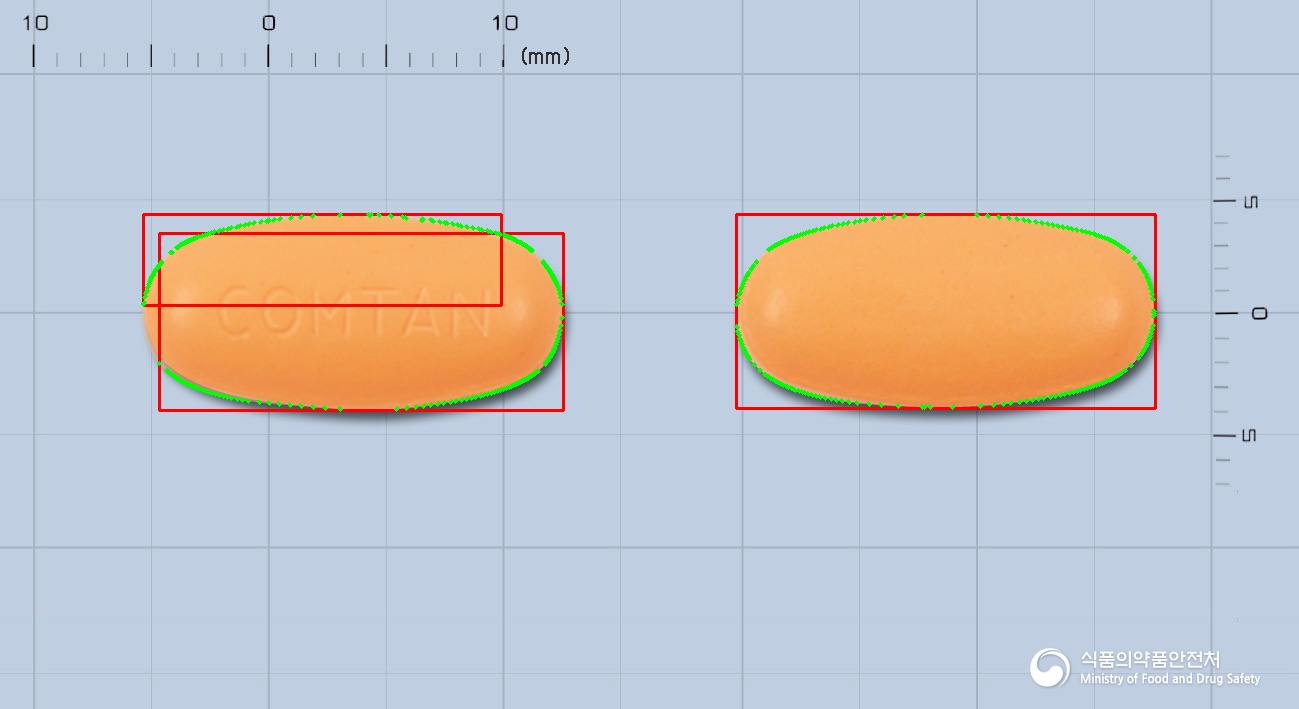 10 0 10
(mm)
5
COMTAN
0
5
식품의약품안전처
Ministry of Food and Drug Safety